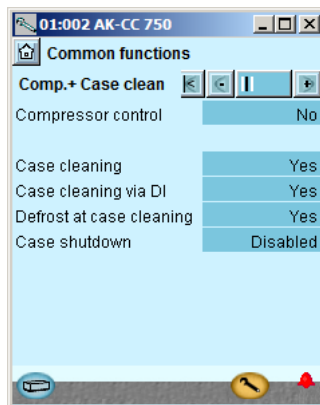 01:002 AK-CC 750
Common functions
Comp.+ Case clean
Compressor control No
Case cleaning Yes
Case cleaning via DI Yes
Defrost at case cleaning Yes
Case shutdown Disabled